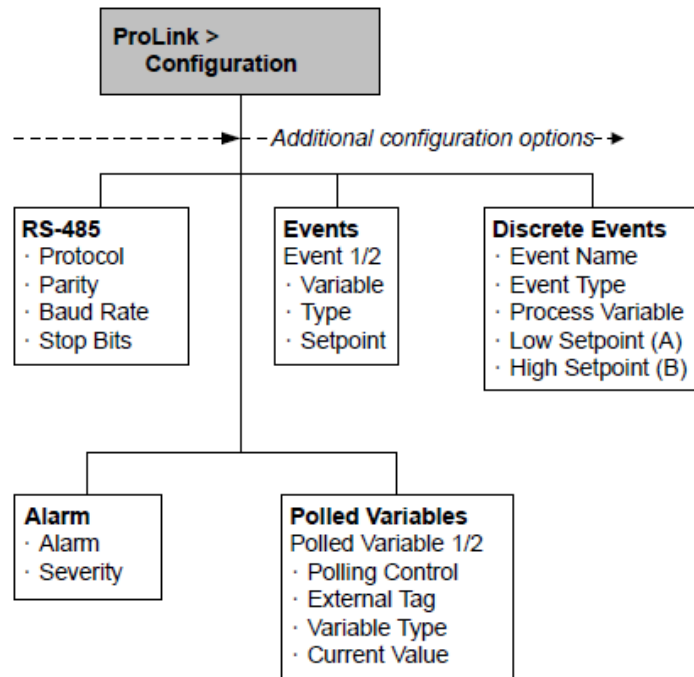 ProLink >
Configuration
Additional configuration options
RS-485
· Protocol
· Parity
· Baud Rate
· Stop Bits
Events
Event 1/2
· Variable
· Type
· Setpoint
Discrete Events
· Event Name
· Event Type
· Process Variable
· Low Setpoint (A)
· High Setpoint (B)
Alarm
· Alarm
· Severity
Polled Variables
Polled Variable 1/2
· Polling Control
· External Tag
· Variable Type
· Current Value